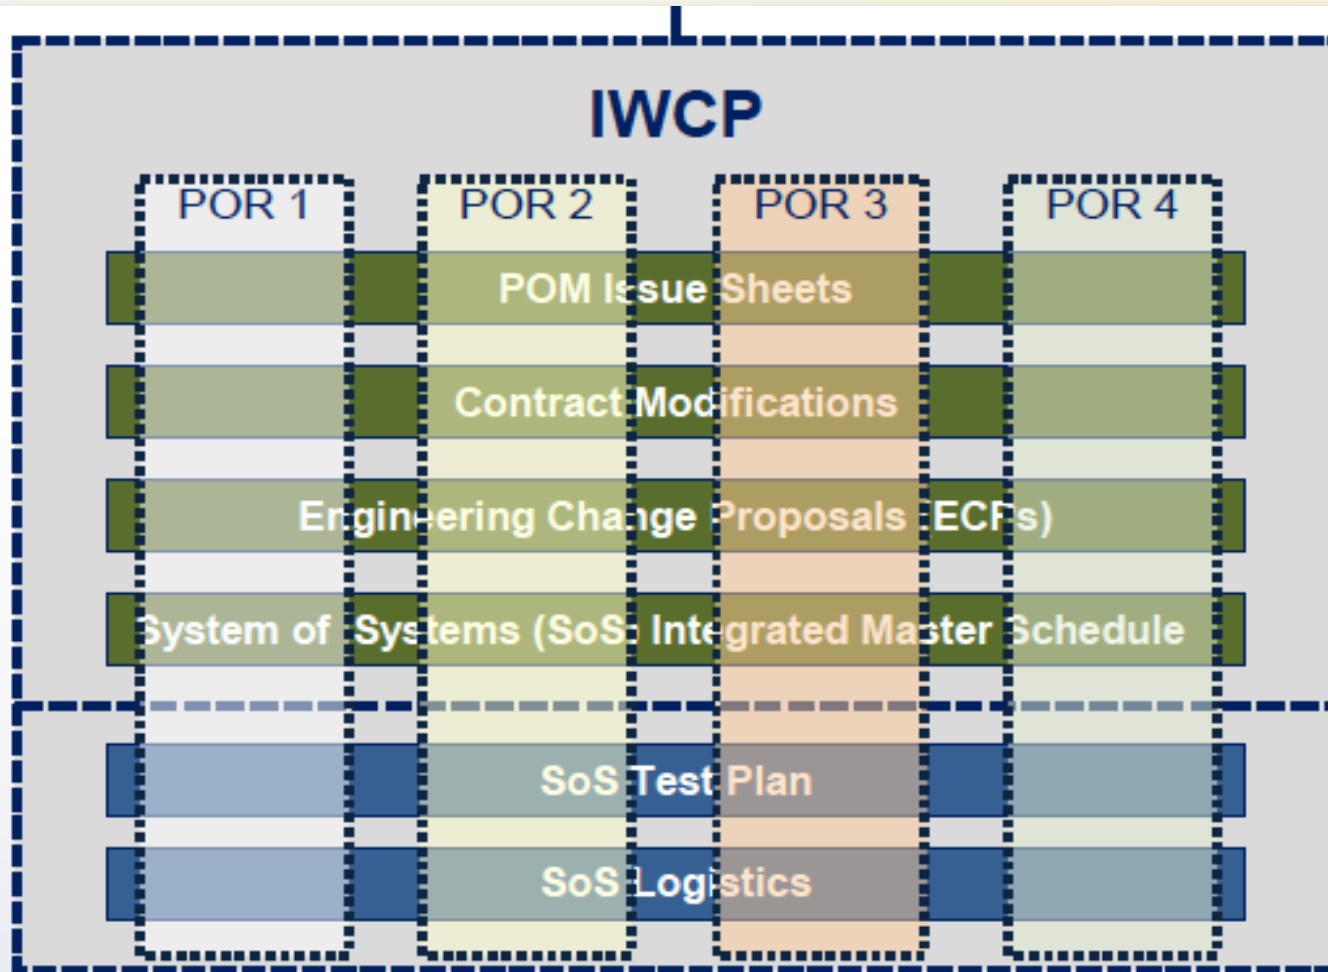 IWCP
POR 1 POR 2 POR 3 POR 4
POM Issue Sheets
Contract Modifications
Engineering Change Proposals (ECPs)
System of Systems (SoS) Integrated Master Schedule
SoS Test Plan
SoS Logistics